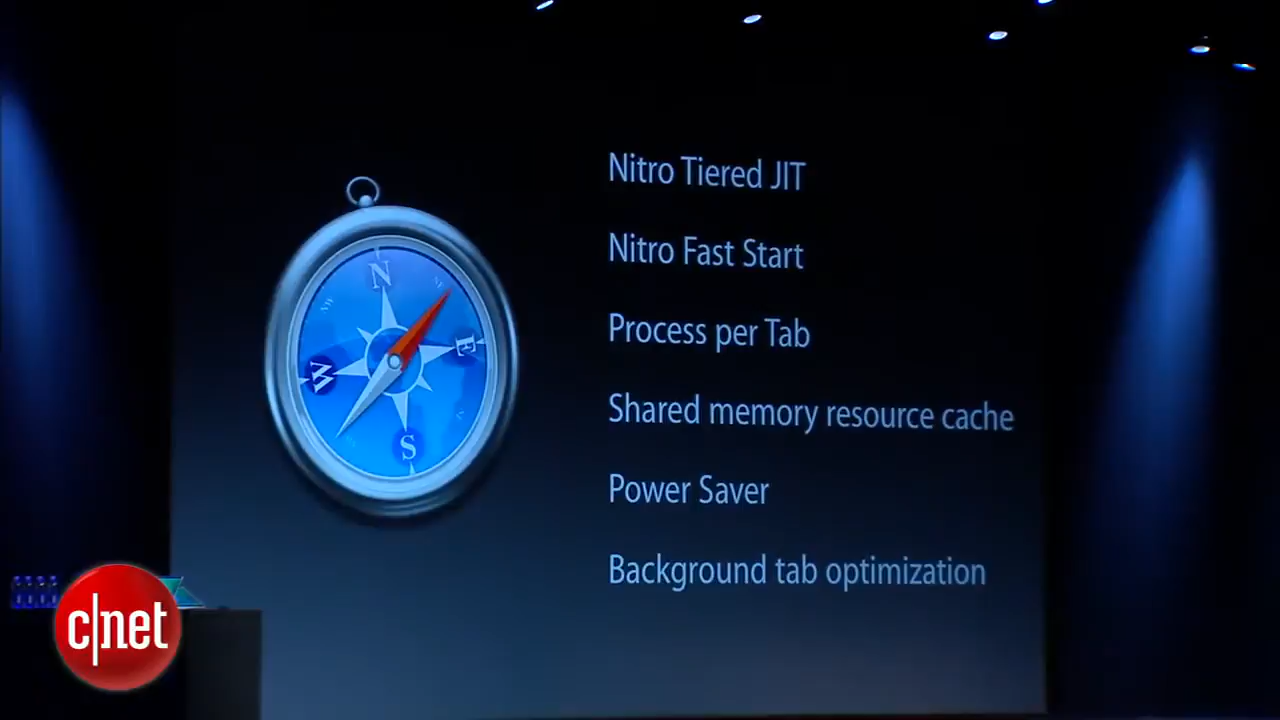 Nitro Tiered JIT
Nitro Fast Start
Process per Tab
Shared memory resource cache
Power Saver
Background tab optimization
N
E
W
S
c|net